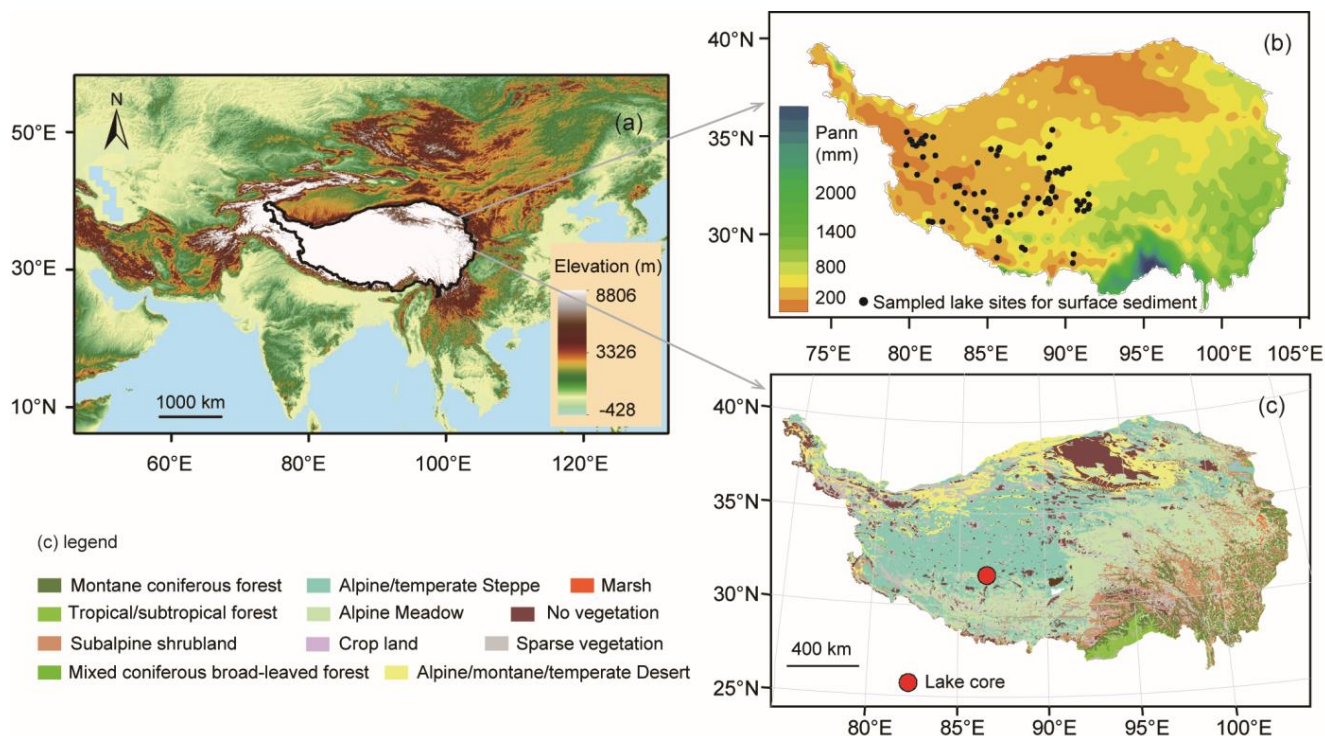 (a)
N
50°E
30°E
10°N
60°E
80°E
100°E
120°E
1000 km
Elevation (m)
8806
3326
-428
(b)
40°N
35°N
30°N
Pann
(mm)
2000
1400
800
200
Sampled lake sites for surface sediment
75°E
80°E
85°E
90°E
95°E
100°E
105°E
(c)
40°N
35°N
30°N
25°N
400 km
Lake core
80°E
85°E
90°E
95°E
100°E
(c) legend
Montane coniferous forest
Alpine/temperate Steppe
Marsh
Tropical/subtropical forest
Alpine Meadow
No vegetation
Subalpine shrubland
Crop land
Sparse vegetation
Mixed coniferous broad-leaved forest
Alpine/montane/temperate Desert